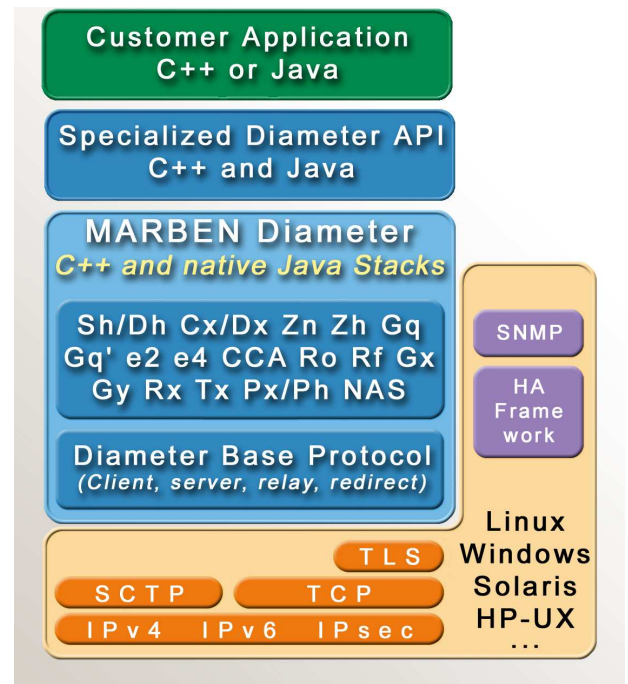 Customer Application
C++ or Java
Specialized Diameter API
C++ and Java
MARBEN Diameter
C++ and native Java Stacks
Sh/Dh Cx/Dx Zn Zh Gq
Gq' e2 e4 CCA Ro Rf Gx
Gy Rx Tx Px/Ph NAS
Diameter Base Protocol
(Client, server, relay, redirect)
SNMP
HA
Frame
work
Linux
Windows
Solaris
HP-UX
...
TLS
SCTP
TCP
IPv4 IPv6 IPsec